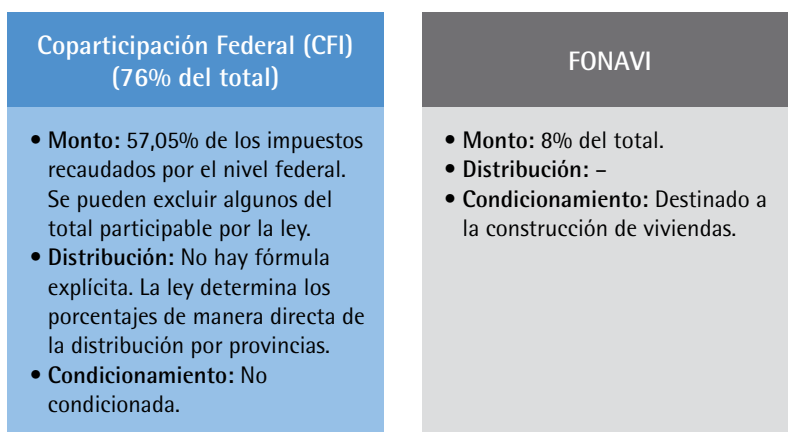 Coparticipación Federal (CFI)
(76% del total)
• Monto: 57,05% de los impuestos
recaudados por el nivel federal.
Se pueden excluir algunos del
total participable por la ley.
• Distribución: No hay fórmula
explícita. La ley determina los
porcentajes de manera directa de
la distribución por provincias.
• Condicionamiento: No
condicionada.
FONAVI
• Monto: 8% del total.
• Distribución: –
• Condicionamiento: Destinado a
la construcción de viviendas.